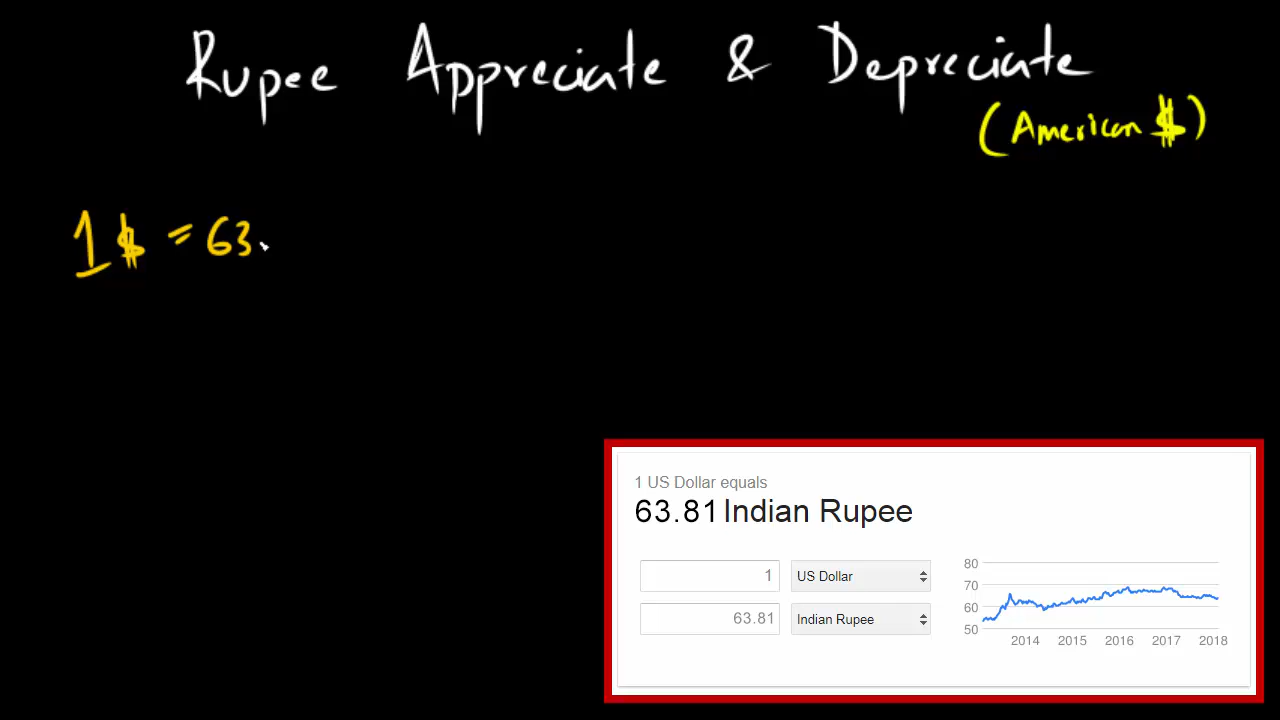 Rupee Appreciate & Depreciate
(American $)
1 $ = 63.
1 US Dollar equals
63.81 Indian Rupee
1 US Dollar
63.81 Indian Rupee
80
70
60
50
2014 2015 2016 2017 2018